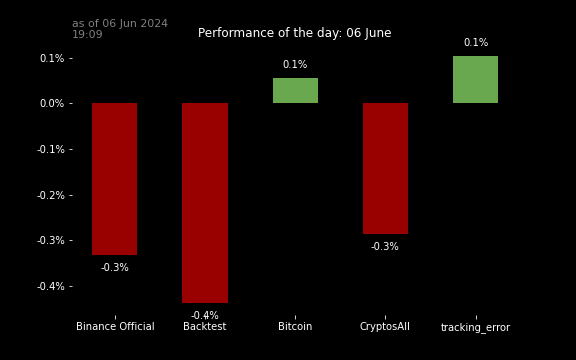 as of 06 Jun 2024
19:09
Performance of the day: 06 June
0.1%
0.1%
0.1%
0.0%
-0.1%
-0.2%
-0.3%
-0.4%
-0.3%
-0.4%
-0.3%
Binance Official
Backtest
Bitcoin
CryptosAll
tracking_error